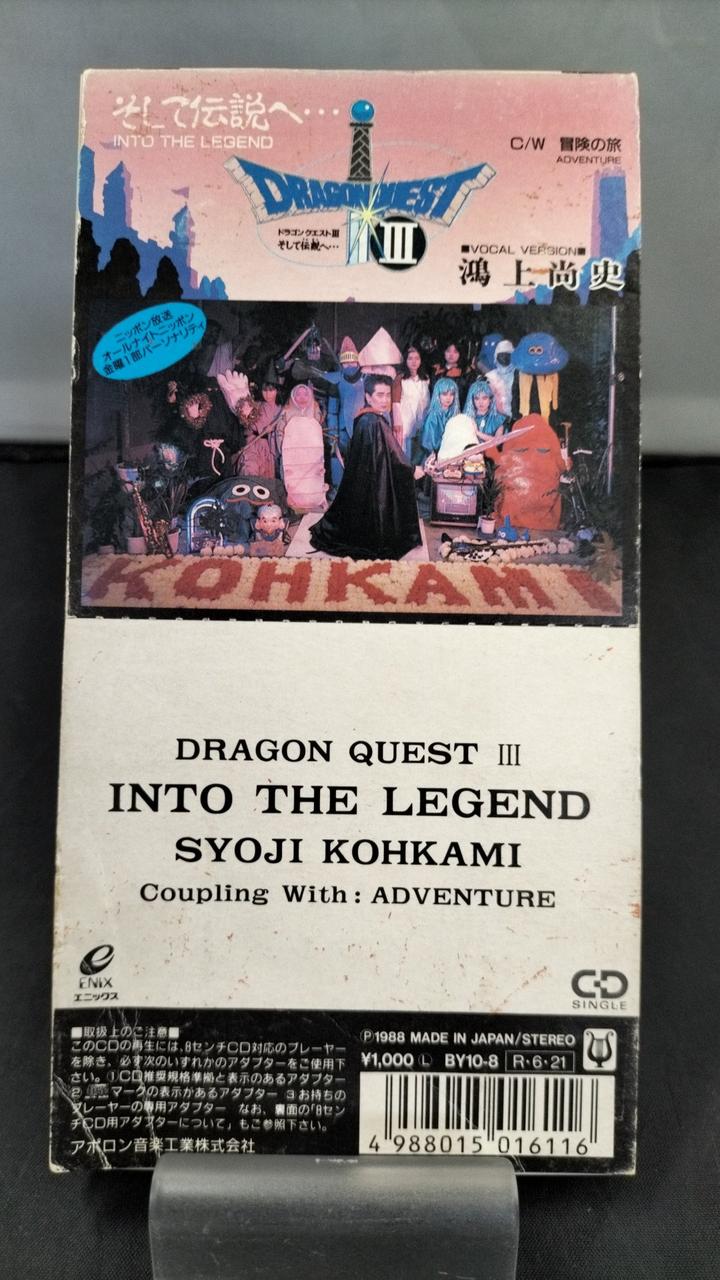 そして伝説へ…
INTO THE LEGEND
C/W 冒険の旅
ADVENTURE
DRAGON QUEST
III
ドラゴンクエストIII
そして伝説へ…
■VOCAL VERSION■
鴻上尚史
ニッポン放送
オールナイトニッポン
金曜1部パーソナリティ
KOHKAMI
DRAGON QUEST III
INTO THE LEGEND
SYOJI KOHKAMI
Coupling With: ADVENTURE
e
ENIX
エニックス
CD
SINGLE
■取扱上のご注意■
このCDの再生には、8センチCD対応のプレーヤー
を除き、必ず次のいずれかのアダプターをご使用下
さい。①CD推奨規格準拠と表示のあるアダプター
② マークの表示があるアダプター ③お持ちの
プレーヤーの専用アダプター なお、裏面の「8セン
チCD用アダプターについて」もご参照下さい。
アポロン音楽工業株式会社
Ⓟ1988 MADE IN JAPAN/STEREO
¥1,000 Ⓛ BY10-8 R・6・21
4 988015 016116